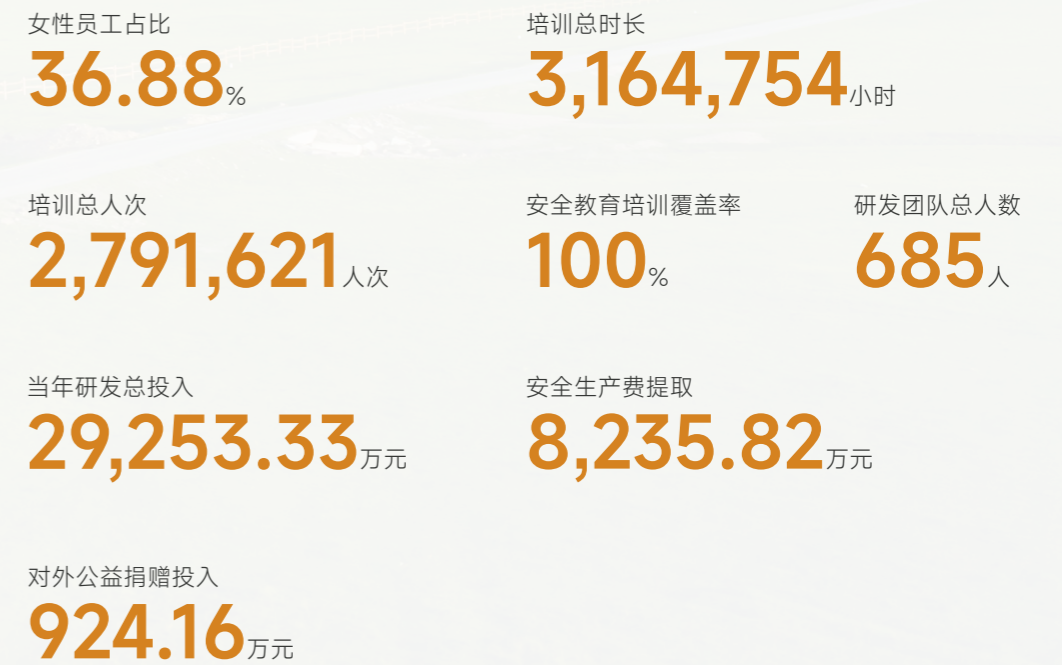 女性员工占比
36.88%
培训总时长
3,164,754小时
培训总人次
2,791,621人次
安全教育培训覆盖率
100%
研发团队总人数
685人
当年研发总投入
29,253.33万元
安全生产费提取
8,235.82万元
对外公益捐赠投入
924.16万元